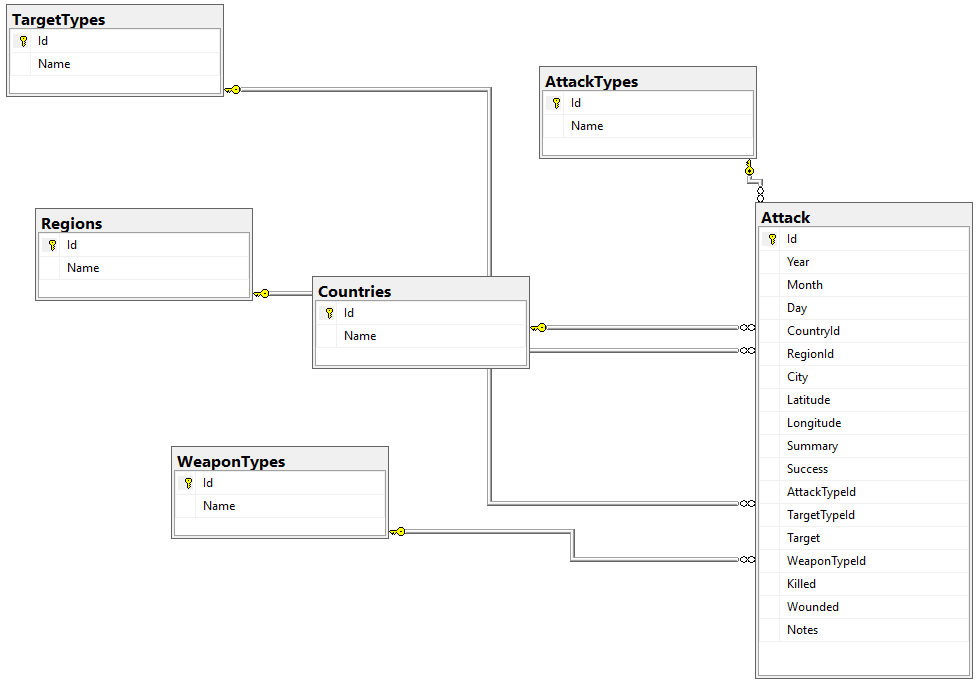 TargetTypes
Id
Name
AttackTypes
Id
Name
Regions
Id
Name
Countries
Id
Name
WeaponTypes
Id
Name
Attack
Id
Year
Month
Day
CountryId
RegionId
City
Latitude
Longitude
Summary
Success
AttackTypeId
TargetTypeId
Target
WeaponTypeId
Killed
Wounded
Notes